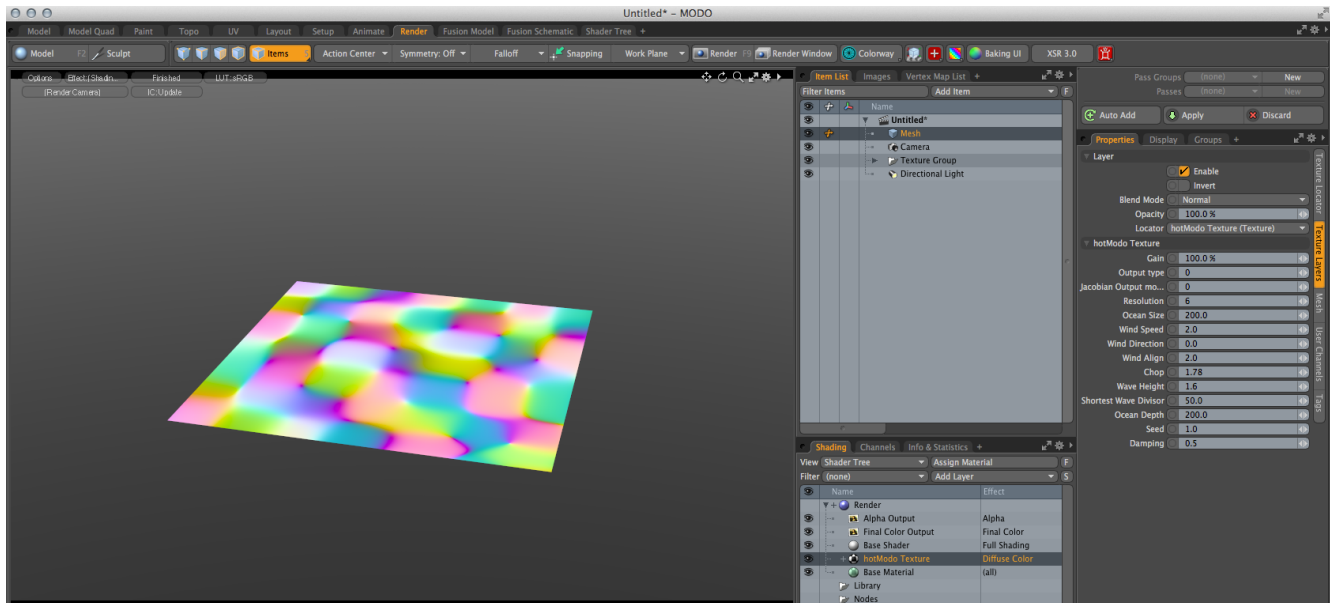 Untitled* – MODO
Model Model Quad Paint Topo UV Layout Setup Animate Render Fusion Model Fusion Schematic Shader Tree +
Model F2 Sculpt Items 5 Action Center Symmetry: Off Falloff Snapping Work Plane Render F9 Render Window Colorway Baking UI XSR 3.0
Options Effect:(Shadin... Finished LUT: sRGB
(Render Camera) IC: Update
Item List Images Vertex Map List +
Filter Items Add Item F
Name
Untitled*
Mesh
Camera
Texture Group
Directional Light
Shading Channels Info & Statistics +
View Shader Tree Assign Material F
Filter (none) Add Layer S
Name Effect
Render
Alpha Output Alpha
Final Color Output Final Color
Base Shader Full Shading
hotModo Texture Diffuse Color
Base Material (all)
Library
Nodes
Pass Groups (none) New
Passes (none) New
Auto Add Apply Discard
Properties Display Groups +
Layer
Enable
Invert
Blend Mode Normal
Opacity 100.0 %
Locator hotModo Texture (Texture)
hotModo Texture
Gain 100.0 %
Output type 0
Jacobian Output mo... 0
Resolution 6
Ocean Size 200.0
Wind Speed 2.0
Wind Direction 0.0
Wind Align 2.0
Chop 1.78
Wave Height 1.6
Shortest Wave Divisor 50.0
Ocean Depth 200.0
Seed 1.0
Damping 0.5
Texture Locator
Texture Layers
Mesh
User Channels
Tags